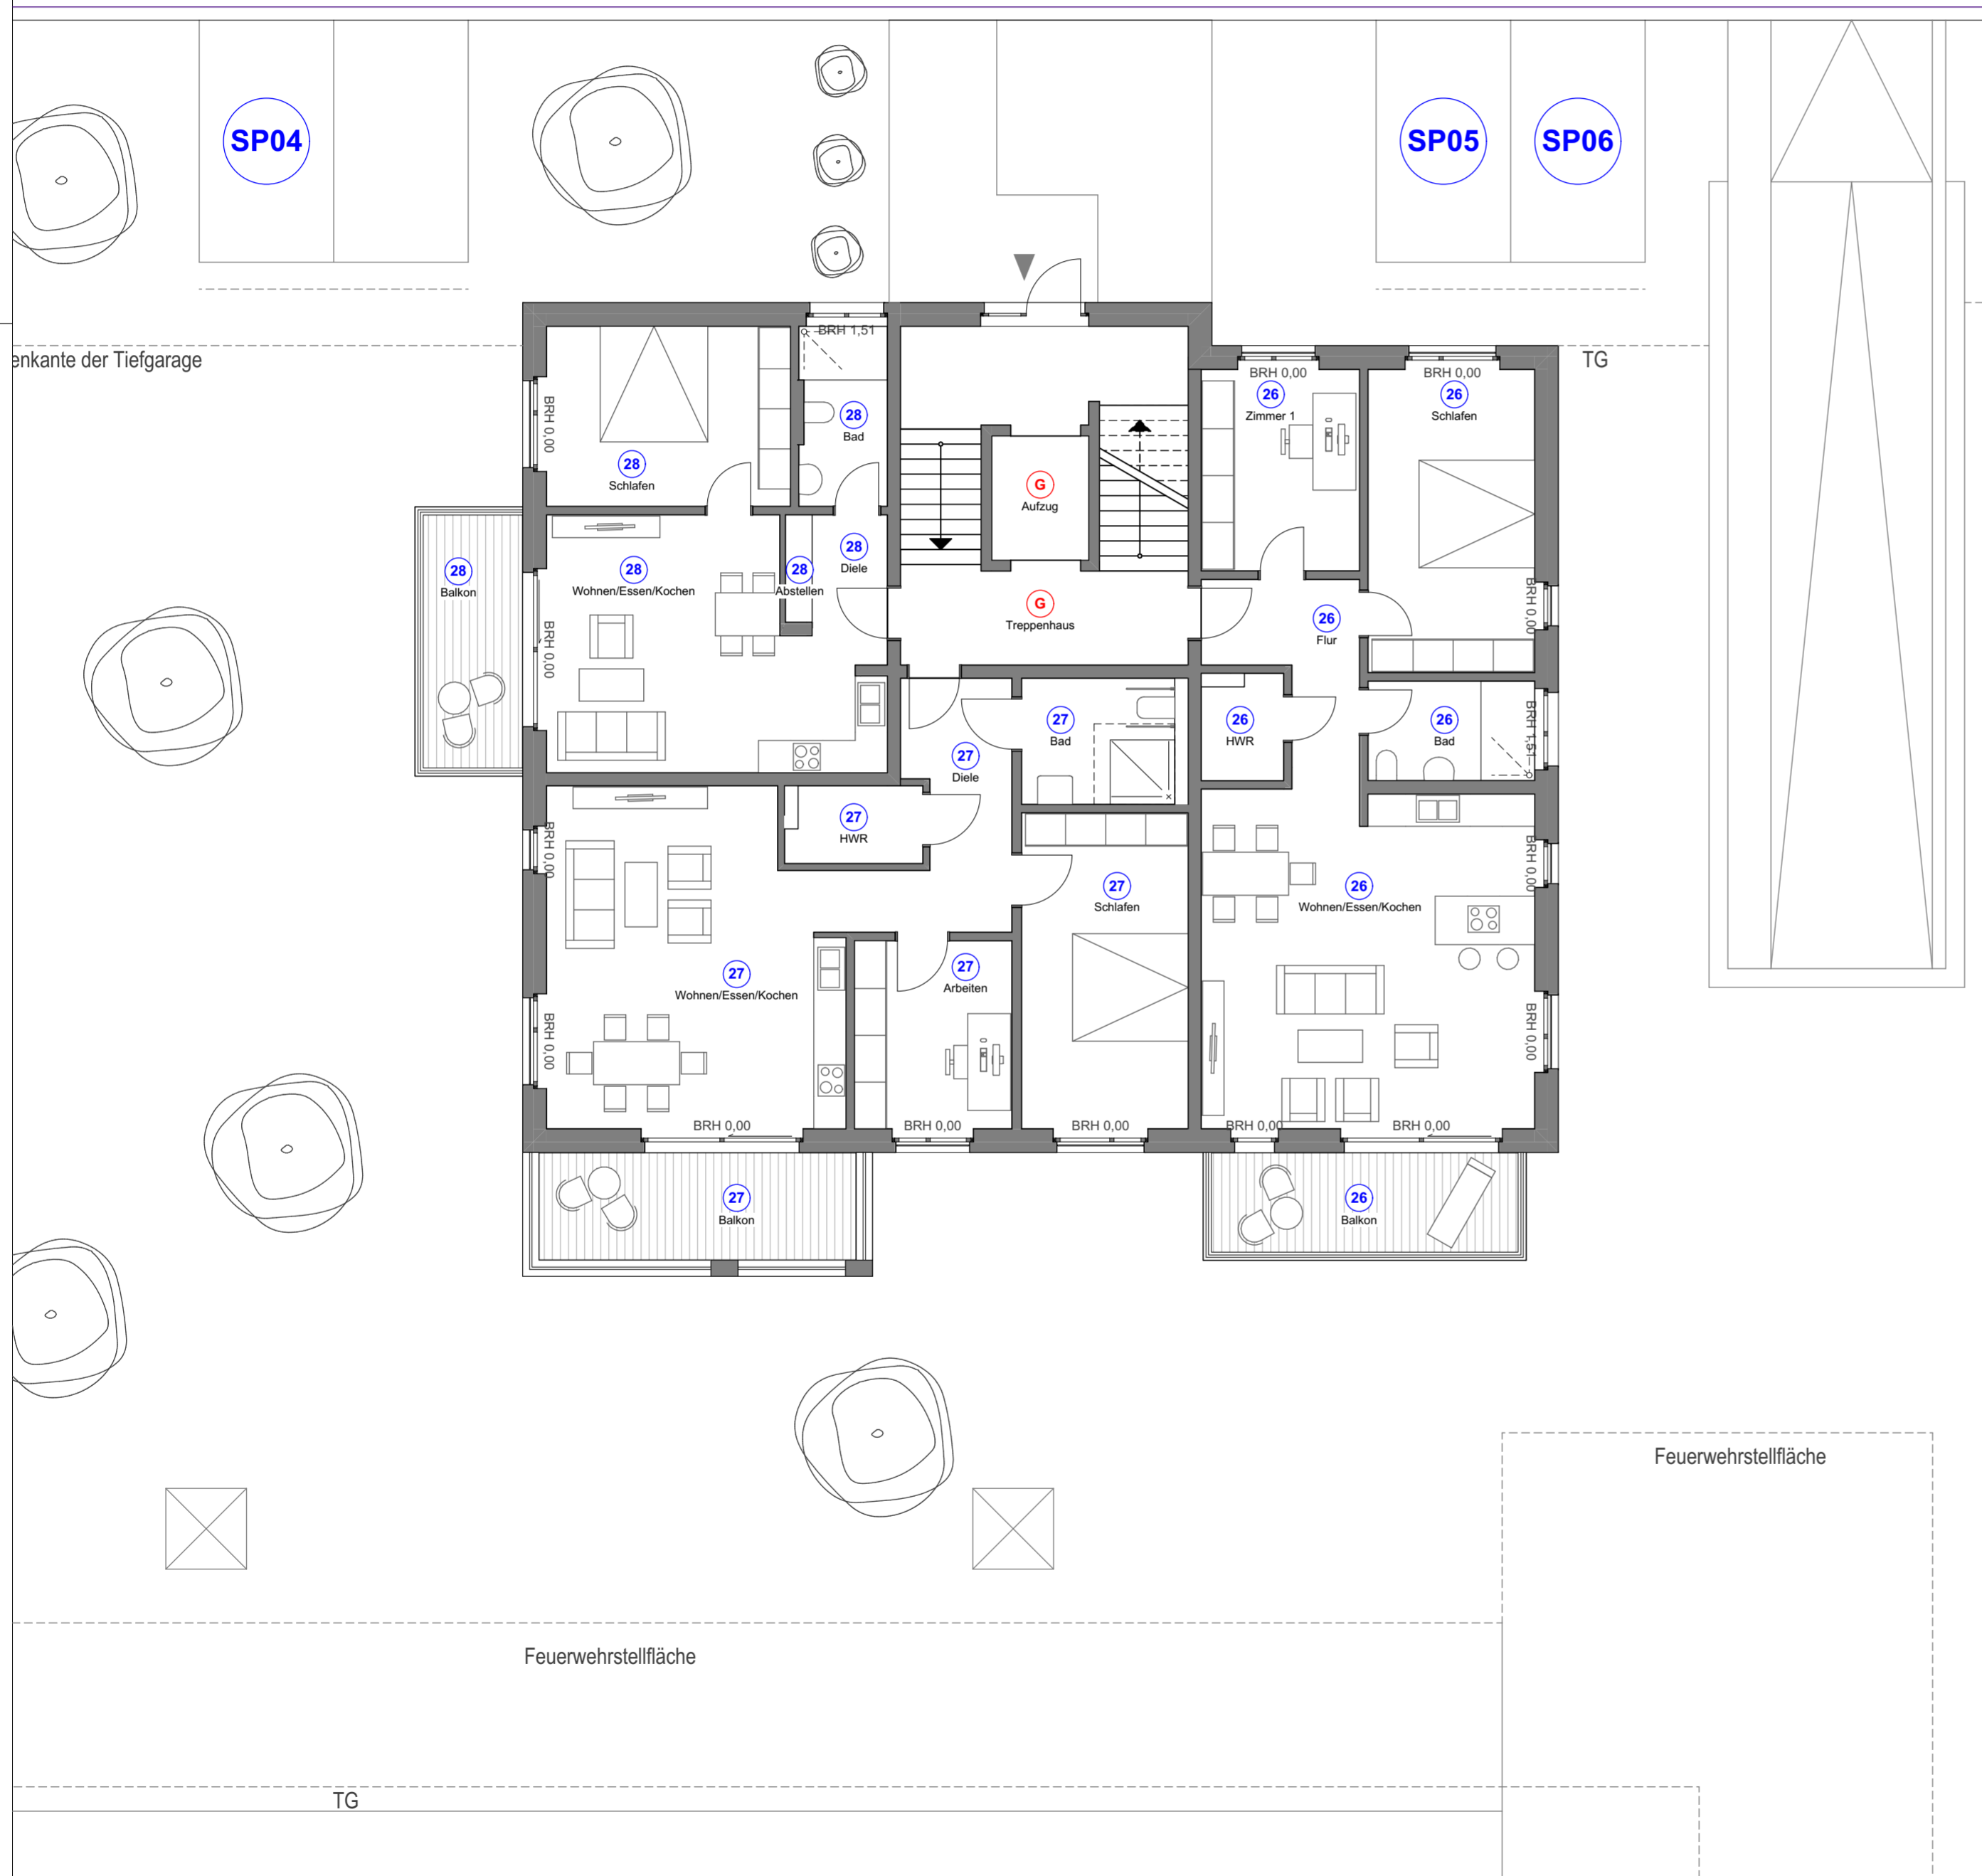 SP04
SP05
SP06
enkante der Tiefgarage
TG
BRH 1,51
BRH 0,00
BRH 0,00
BRH 0,00
28
Schlafen
28
Bad
26
Zimmer 1
26
Schlafen
G
Aufzug
28
Balkon
28
Wohnen/Essen/Kochen
28
Abstellen
28
Diele
G
Treppenhaus
26
Flur
BRH 0,00
BRH 0,00
27
Bad
27
Diele
26
HWR
26
Bad
BRH 1,51
27
HWR
BRH 0,00
BRH 0,00
27
Schlafen
26
Wohnen/Essen/Kochen
27
Wohnen/Essen/Kochen
27
Arbeiten
BRH 0,00
BRH 0,00
BRH 0,00
BRH 0,00
BRH 0,00
BRH 0,00
BRH 0,00
27
Balkon
26
Balkon
Feuerwehrstellfläche
Feuerwehrstellfläche
TG